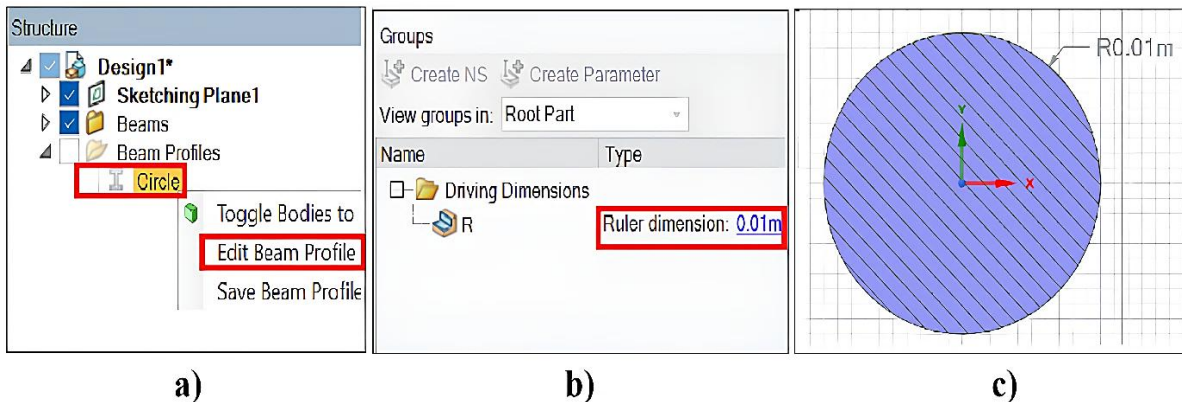 Structure
Design1*
Sketching Plane1
Beams
Beam Profiles
Circle
Toggle Bodies to
Edit Beam Profile
Save Beam Profile
a)
Groups
Create NS Create Parameter
View groups in: Root Part
Name Type
Driving Dimensions
R Ruler dimension: 0.01m
b)
R0.01m
Y
X
c)